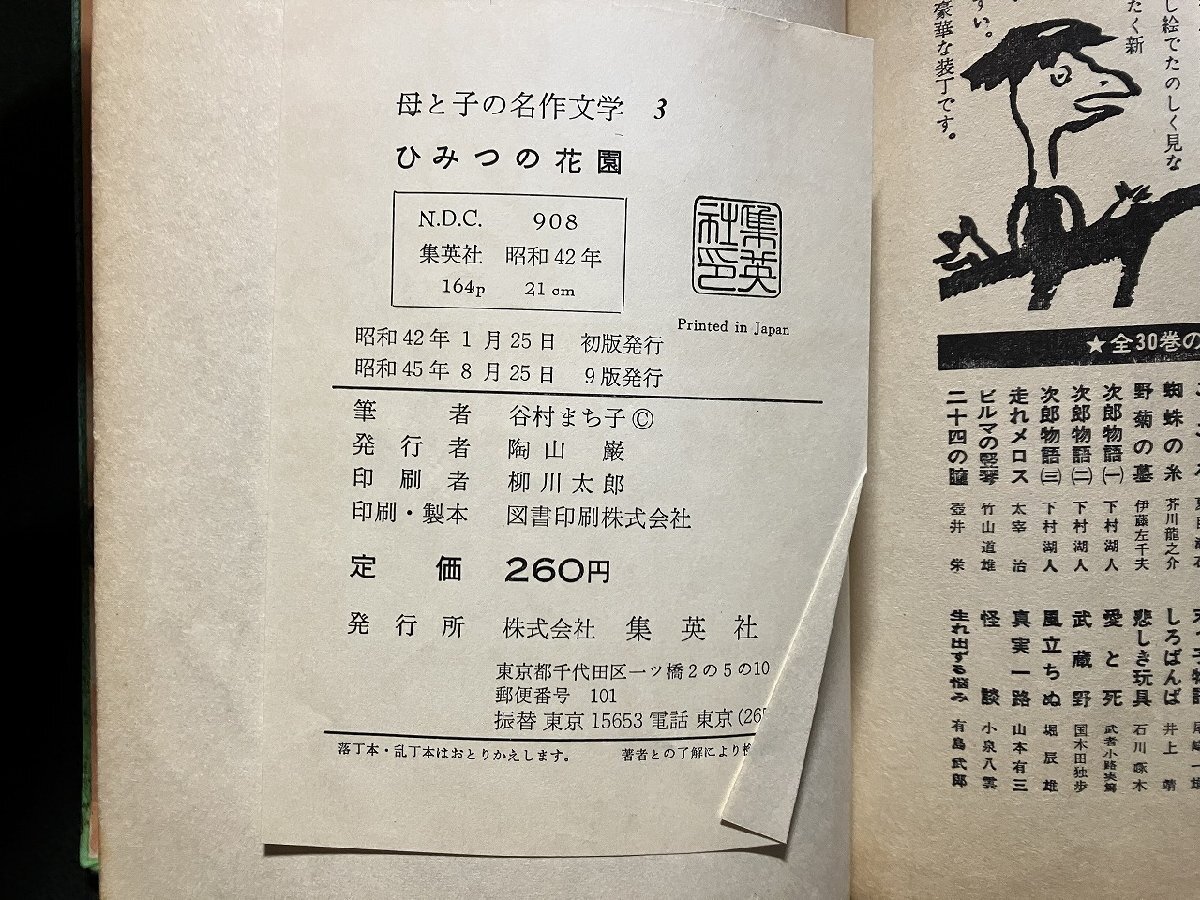 母と子の名作文学 3
ひみつの花園
N.D.C. 908
集英社 昭和42年
164p 21cm
集英社印
Printed in Japan
昭和42年1月25日 初版発行
昭和45年8月25日 9版発行
筆者 谷村まち子©
発行者 陶山巌
印刷者 柳川太郎
印刷・製本 図書印刷株式会社
定価 260円
発行所 株式会社 集英社
東京都千代田区一ツ橋2の5の10
郵便番号 101
振替 東京 15653 電話 東京(265
落丁本・乱丁本はおとりかえします。 著者との了解により
し絵でたのしく見な
たく新
すい。
豪華な装丁です。
★全30巻の
蜘蛛の糸 芥川龍之介
野菊の墓 伊藤左千夫
次郎物語(一) 下村湖人
次郎物語(二) 下村湖人
次郎物語(三) 下村湖人
走れメロス 太宰治
ビルマの竪琴 竹山道雄
二十四の瞳 壺井栄
しろばんば 井上靖
悲しき玩具 石川啄木
愛と死 武者小路実篤
武蔵野 国木田独歩
風立ちぬ 堀辰雄
真実一路 山本有三
怪談 小泉八雲
生れ出ずる悩み 有島武郎